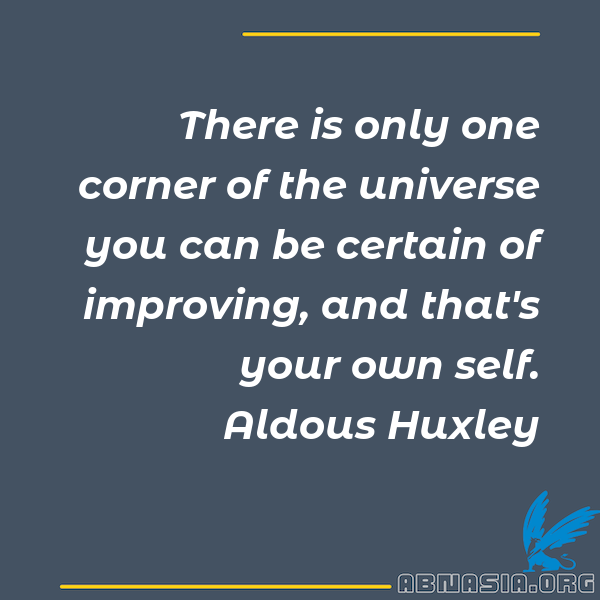 There is only one
corner of the universe
you can be certain of
improving, and that's
your own self.
Aldous Huxley
ABNASIA.ORG